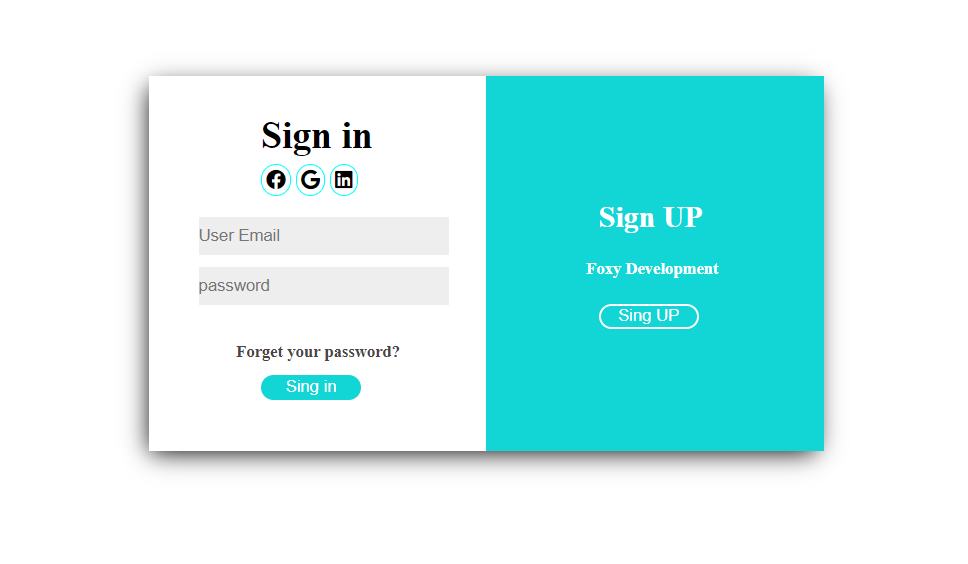 Sign in
User Email
password
Forget your password?
Sing in
Sign UP
Foxy Development
Sing UP